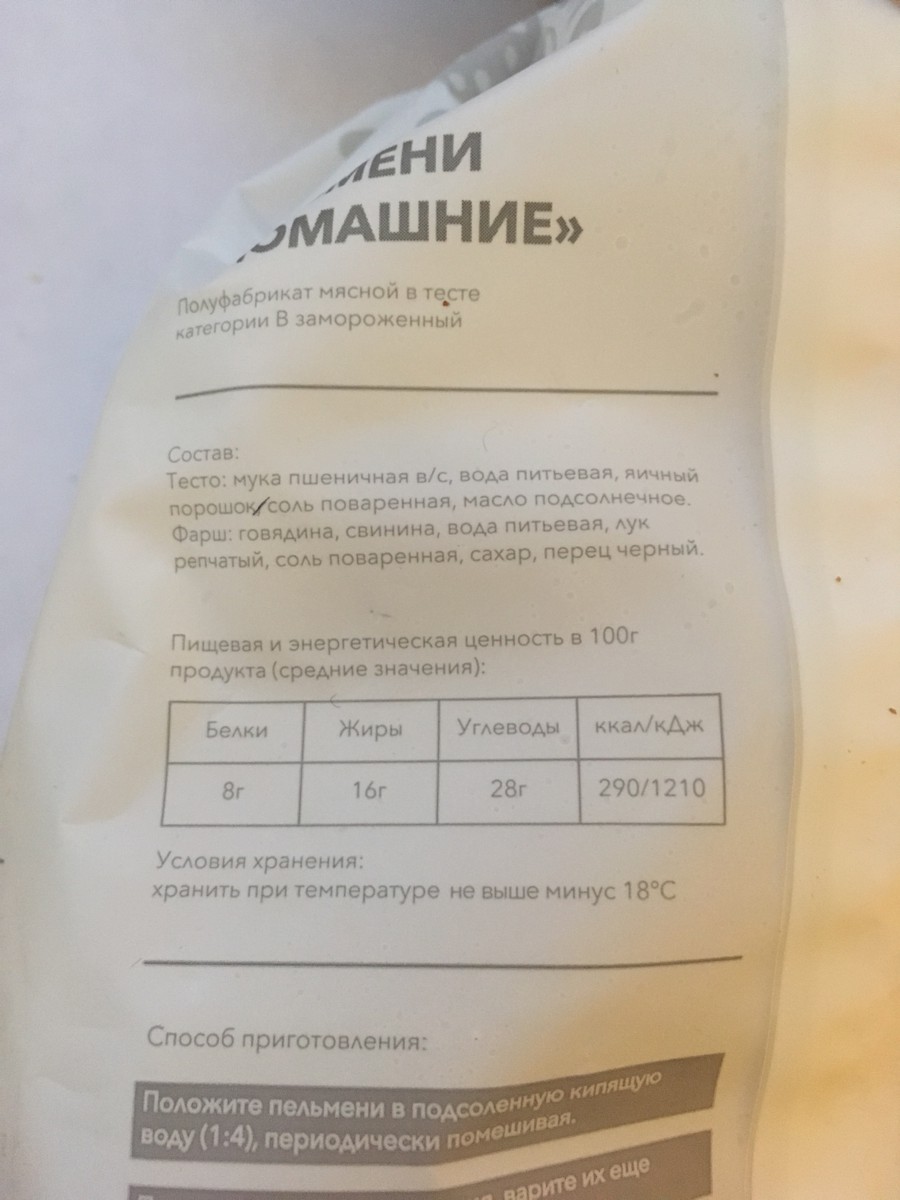 МЕНИ
ОМАШНИЕ»
Полуфабрикат мясной в тесте
категории В замороженный
Состав:
Тесто: мука пшеничная в/с, вода питьевая, яичный
порошок, соль поваренная, масло подсолнечное.
Фарш: говядина, свинина, вода питьевая, лук
репчатый, соль поваренная, сахар, перец черный.
Пищевая и энергетическая ценность в 100г
продукта (средние значения):
Белки Жиры Углеводы ккал/кДж
8г 16г 28г 290/1210
Условия хранения:
хранить при температуре не выше минус 18°С
Способ приготовления:
Положите пельмени в подсоленную кипящую
воду (1:4), периодически помешивая.
варите их еще